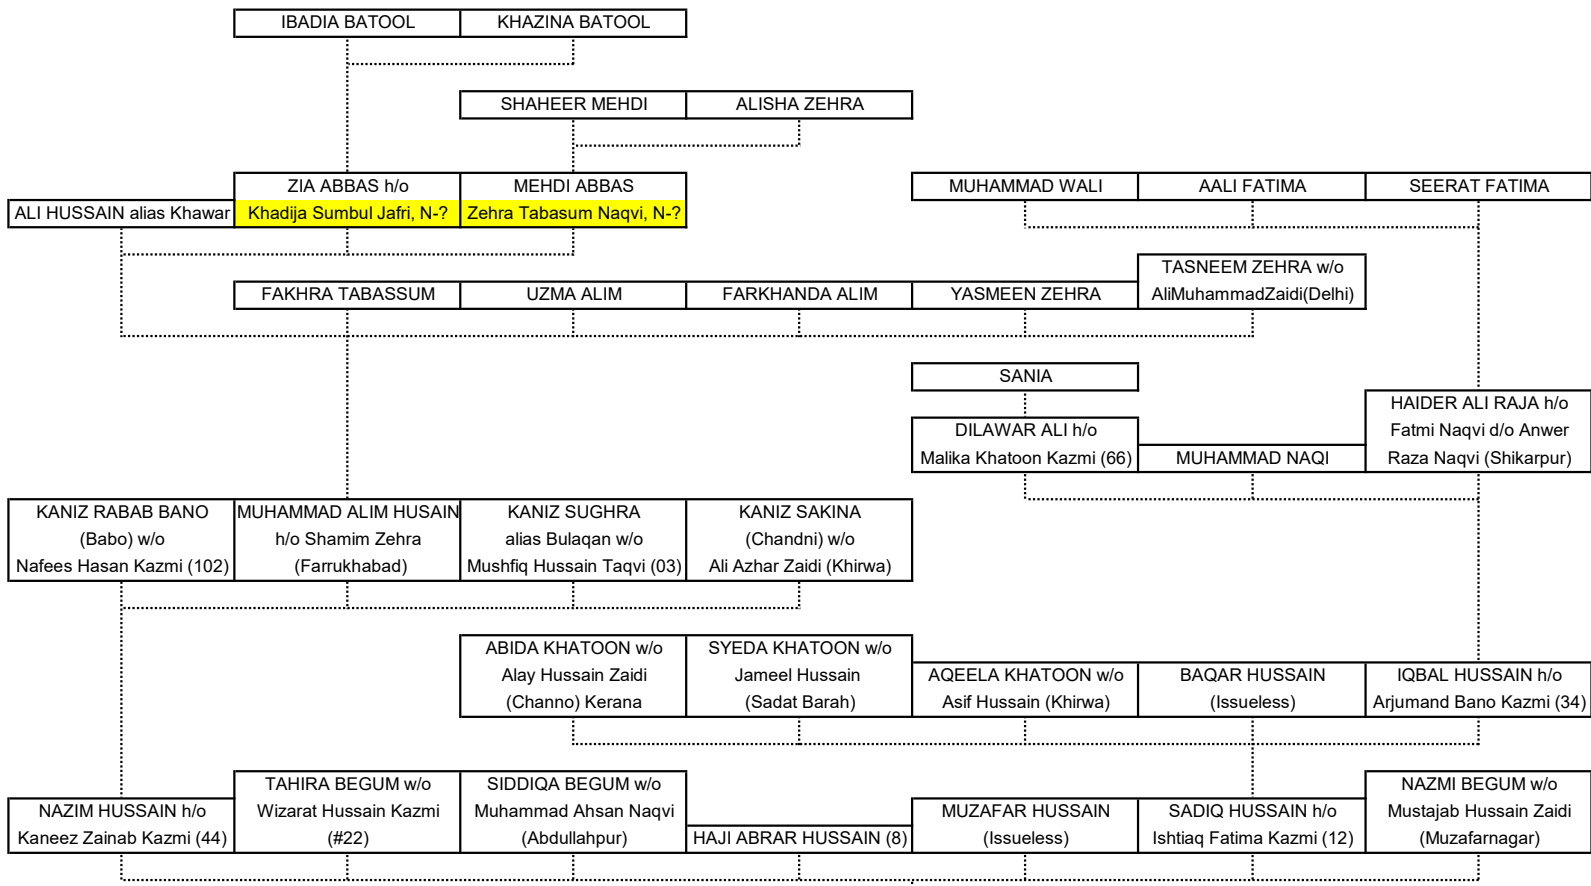 IBADIA BATOOL
KHAZINA BATOOL
SHAHEER MEHDI
ALISHA ZEHRA
ALI HUSSAIN alias Khawar
ZIA ABBAS h/o
Khadija Sumbul Jafri, N-?
MEHDI ABBAS
Zehra Tabasum Naqvi, N-?
MUHAMMAD WALI
AALI FATIMA
SEERAT FATIMA
FAKHRA TABASSUM
UZMA ALIM
FARKHANDA ALIM
YASMEEN ZEHRA
TASNEEM ZEHRA w/o
AliMuhammadZaidi(Delhi)
SANIA
DILAWAR ALI h/o
Malika Khatoon Kazmi (66)
MUHAMMAD NAQI
HAIDER ALI RAJA h/o
Fatmi Naqvi d/o Anwer
Raza Naqvi (Shikarpur)
KANIZ RABAB BANO
(Babo) w/o
Nafees Hasan Kazmi (102)
MUHAMMAD ALIM HUSAIN
h/o Shamim Zehra
(Farrukhabad)
KANIZ SUGHRA
alias Bulaqan w/o
Mushfiq Hussain Taqvi (03)
KANIZ SAKINA
(Chandni) w/o
Ali Azhar Zaidi (Khirwa)
ABIDA KHATOON w/o
Alay Hussain Zaidi
(Channo) Kerana
SYEDA KHATOON w/o
Jameel Hussain
(Sadat Barah)
AQEELA KHATOON w/o
Asif Hussain (Khirwa)
BAQAR HUSSAIN
(Issueless)
IQBAL HUSSAIN h/o
Arjumand Bano Kazmi (34)
NAZIM HUSSAIN h/o
Kaneez Zainab Kazmi (44)
TAHIRA BEGUM w/o
Wizarat Hussain Kazmi
(#22)
SIDDIQA BEGUM w/o
Muhammad Ahsan Naqvi
(Abdullahpur)
HAJI ABRAR HUSSAIN (8)
MUZAFAR HUSSAIN
(Issueless)
SADIQ HUSSAIN h/o
Ishtiaq Fatima Kazmi (12)
NAZMI BEGUM w/o
Mustajab Hussain Zaidi
(Muzafarnagar)